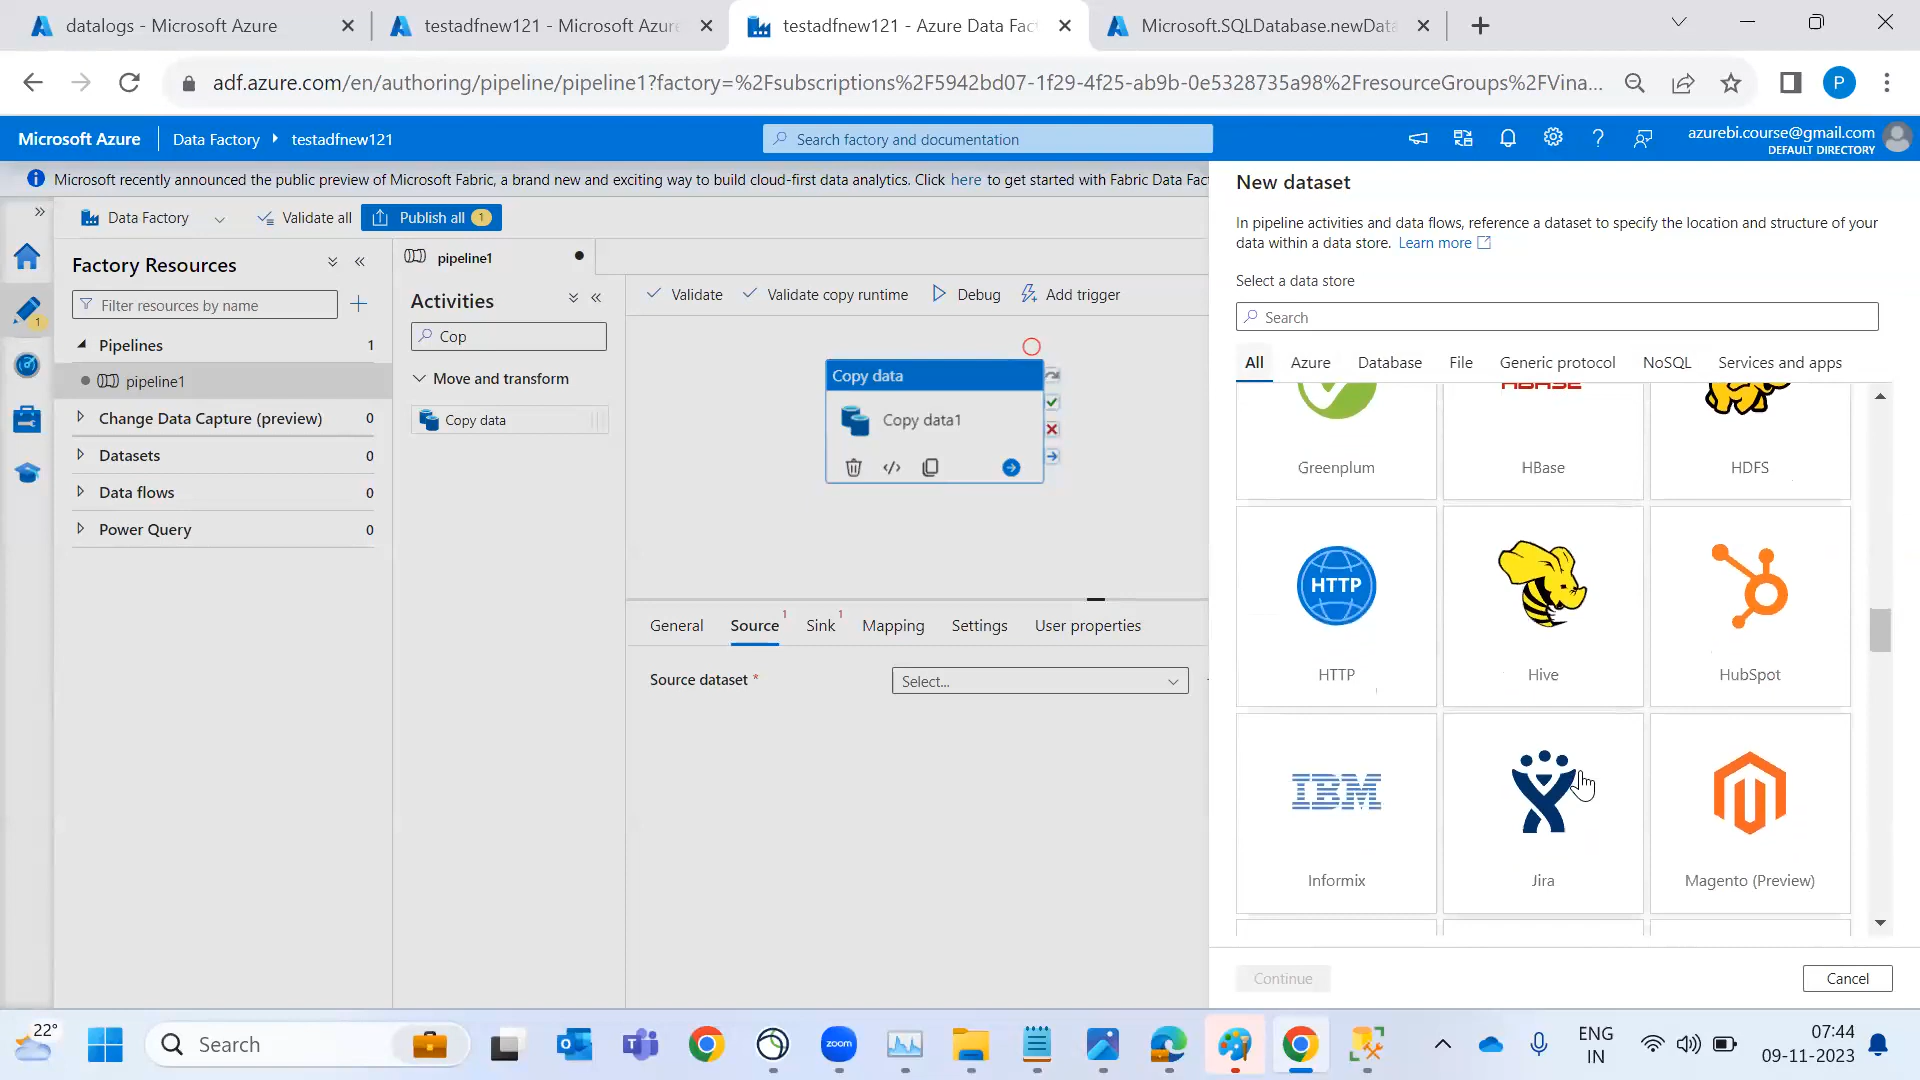 datalogs - Microsoft Azure
testadfnew121 - Microsoft Azure
testadfnew121 - Azure Data Fac
Microsoft.SQLDatabase.newData
adf.azure.com/en/authoring/pipeline/pipeline1?factory=%2Fsubscriptions%2F5942bd07-1f29-4f25-ab9b-0e5328735a98%2FresourceGroups%2FVina...
P
Microsoft Azure
Data Factory
testadfnew121
Search factory and documentation
azurebi.course@gmail.com
DEFAULT DIRECTORY
Microsoft recently announced the public preview of Microsoft Fabric, a brand new and exciting way to build cloud-first data analytics. Click here to get started with Fabric Data Fac
Data Factory
Validate all
Publish all 1
1
Factory Resources
Filter resources by name
Pipelines 1
pipeline1
Change Data Capture (preview) 0
Datasets 0
Data flows 0
Power Query 0
pipeline1
Activities
Cop
Move and transform
Copy data
Validate
Validate copy runtime
Debug
Add trigger
Copy data
Copy data1
General
Source 1
Sink 1
Mapping
Settings
User properties
Source dataset *
Select...
New dataset
In pipeline activities and data flows, reference a dataset to specify the location and structure of your
data within a data store. Learn more
Select a data store
Search
All
Azure
Database
File
Generic protocol
NoSQL
Services and apps
HBASE
Greenplum
HBase
HDFS
HTTP
HTTP
Hive
HubSpot
IBM
Informix
Jira
Magento (Preview)
Continue
Cancel
22°
Search
zoom
ENG
IN
07:44
09-11-2023